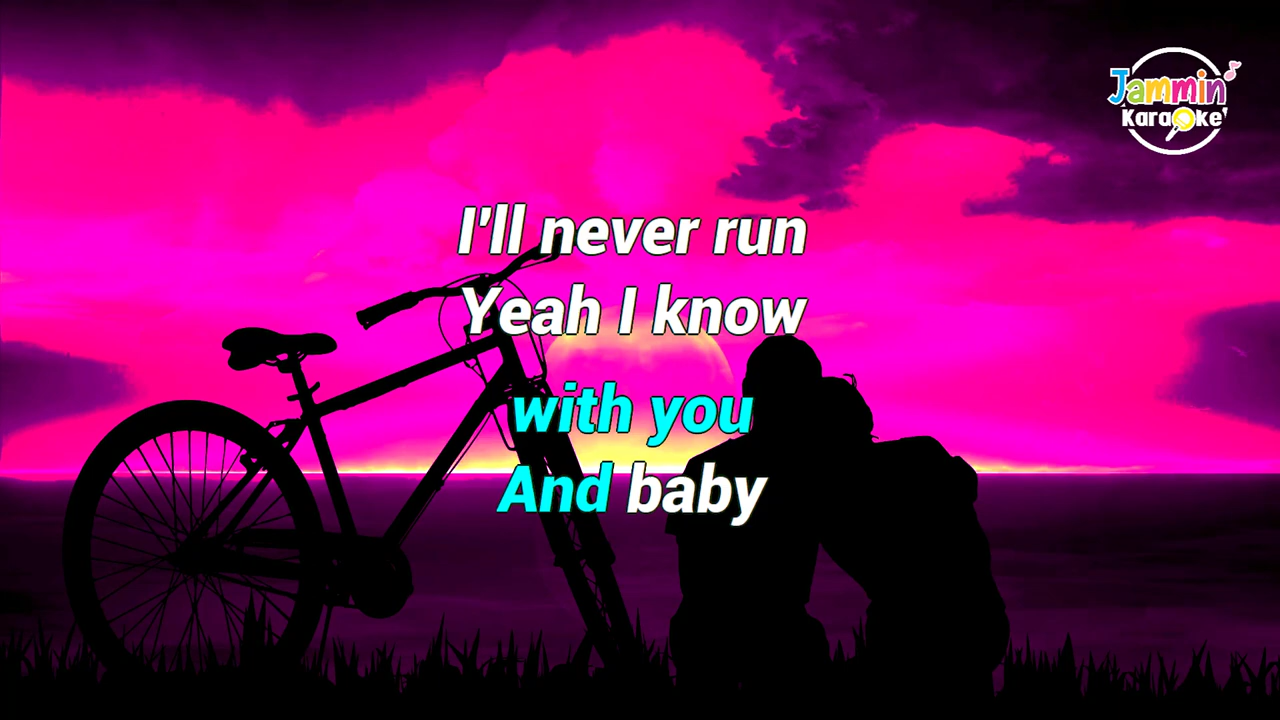 Jammin'
Karaoke
I'll never run
Yeah I know
with you
And baby